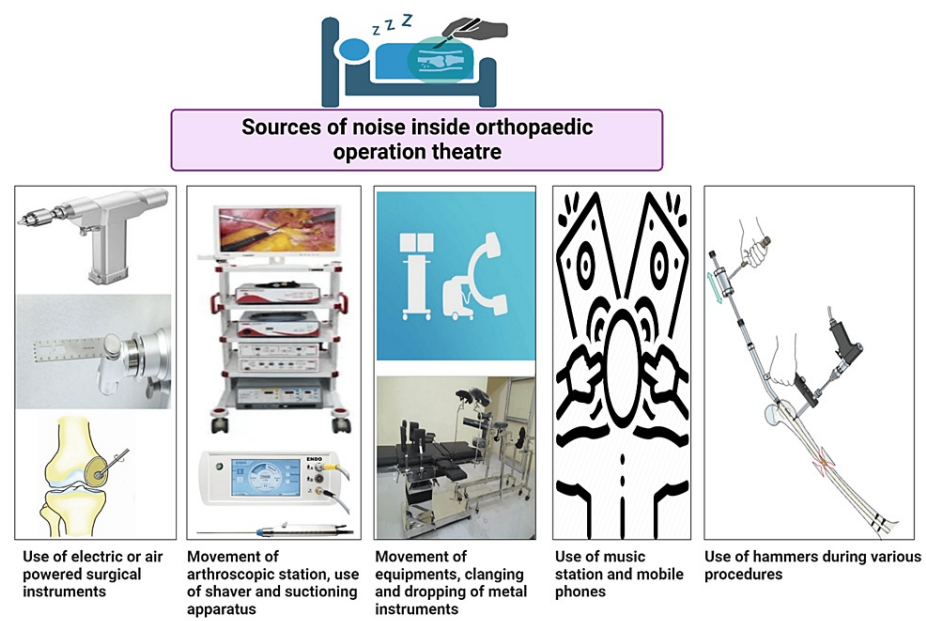 z z z
Sources of noise inside orthopaedic
operation theatre
ENDO
Use of electric or air
powered surgical
instruments
Movement of
arthroscopic station, use
of shaver and suctioning
apparatus
Movement of
equipments, clanging
and dropping of metal
instruments
Use of music
station and mobile
phones
Use of hammers during various
procedures